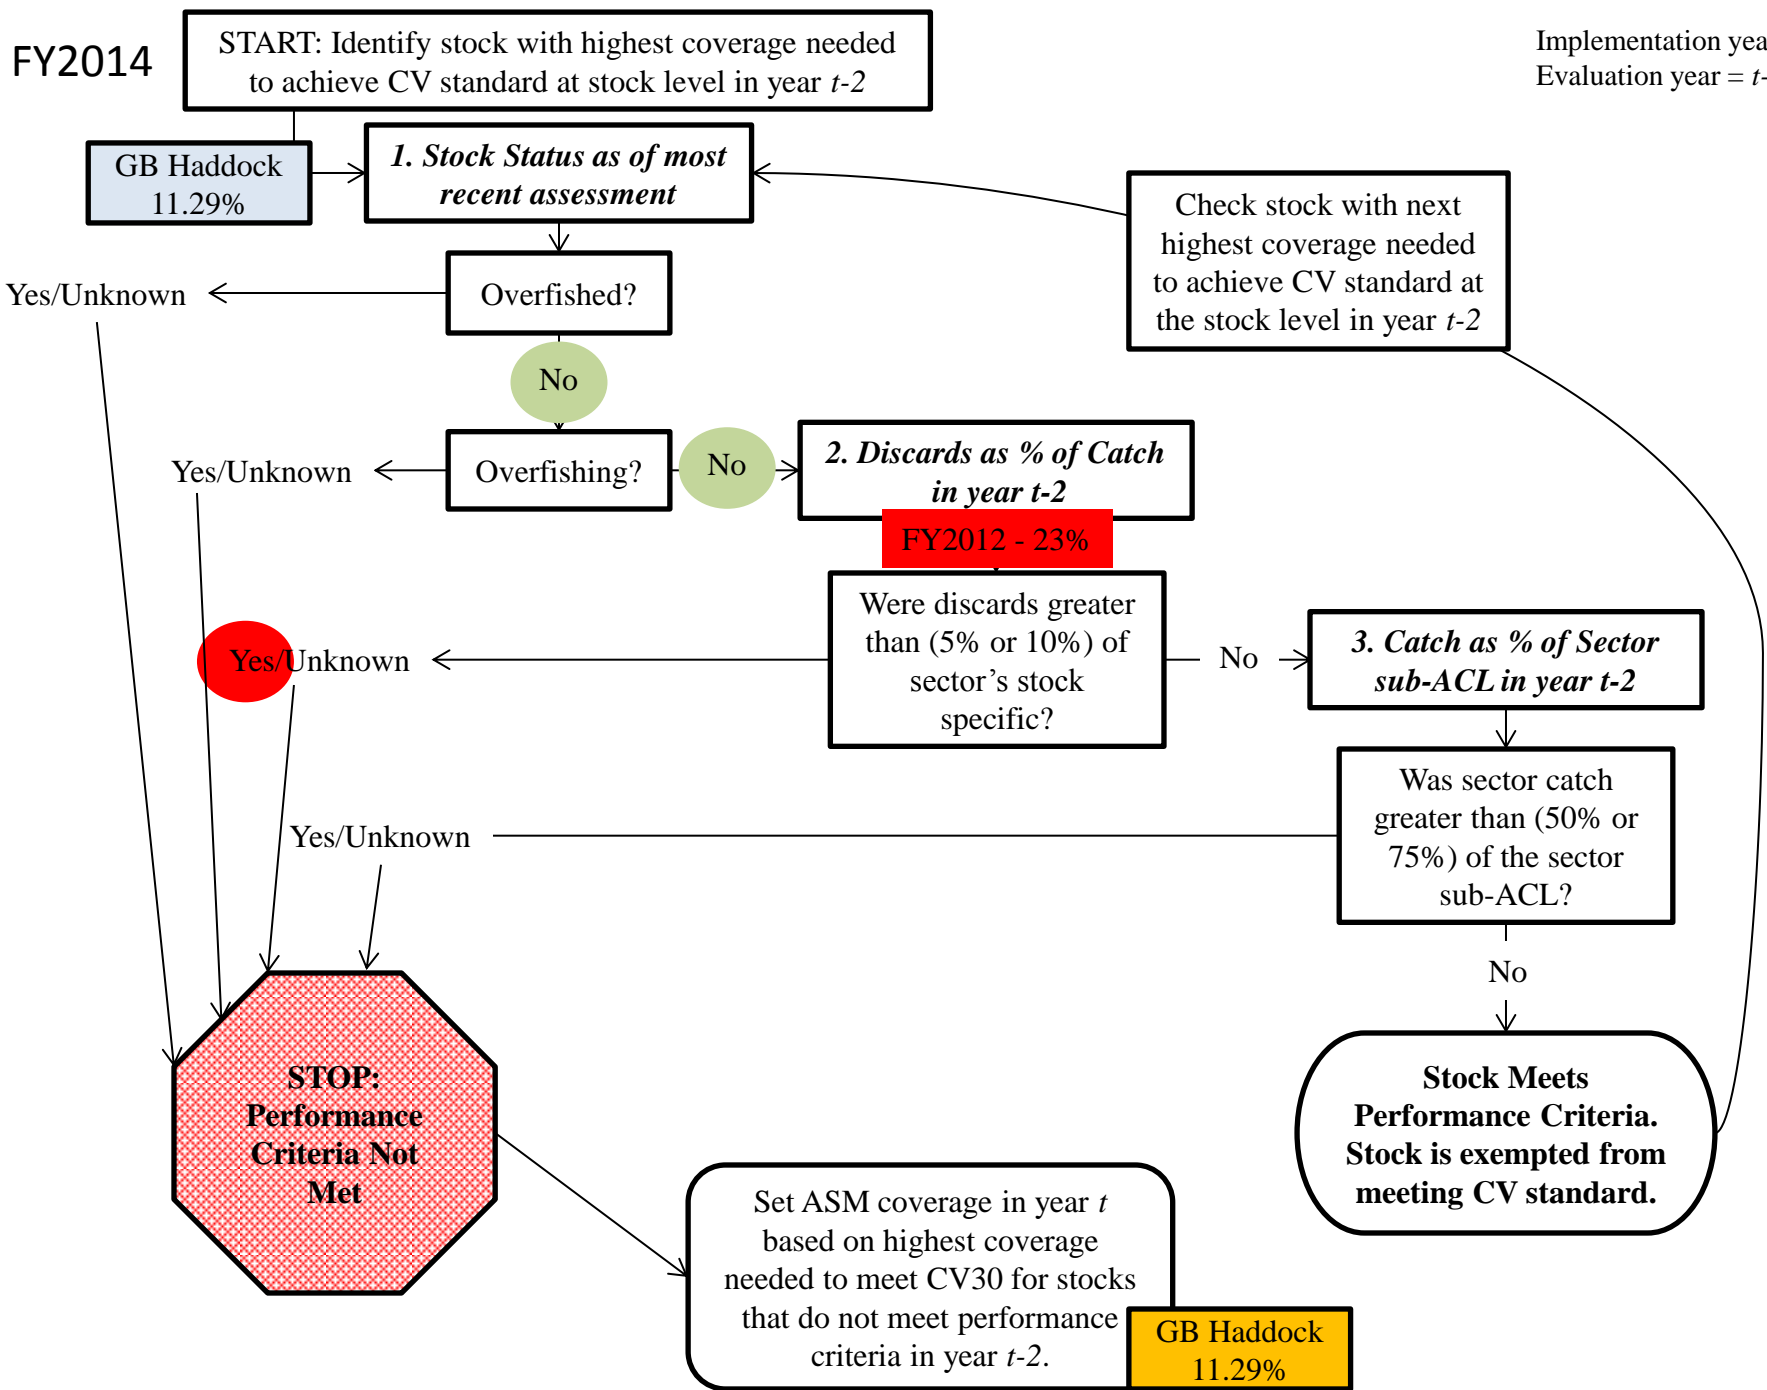 FY2014
START: Identify stock with highest coverage needed
to achieve CV standard at stock level in year t-2
Implementation yea
Evaluation year = t-
GB Haddock
11.29%
1. Stock Status as of most
recent assessment
Check stock with next
highest coverage needed
to achieve CV standard at
the stock level in year t-2
Yes/Unknown
Overfished?
No
Yes/Unknown
Overfishing?
No
2. Discards as % of Catch
in year t-2
FY2012 - 23%
Were discards greater
than (5% or 10%) of
sector's stock
specific?
Yes/Unknown
No
3. Catch as % of Sector
sub-ACL in year t-2
Yes/Unknown
Was sector catch
greater than (50% or
75%) of the sector
sub-ACL?
No
STOP:
Performance
Criteria Not
Met
Stock Meets
Performance Criteria.
Stock is exempted from
meeting CV standard.
Set ASM coverage in year t
based on highest coverage
needed to meet CV30 for stocks
that do not meet performance
criteria in year t-2.
GB Haddock
11.29%